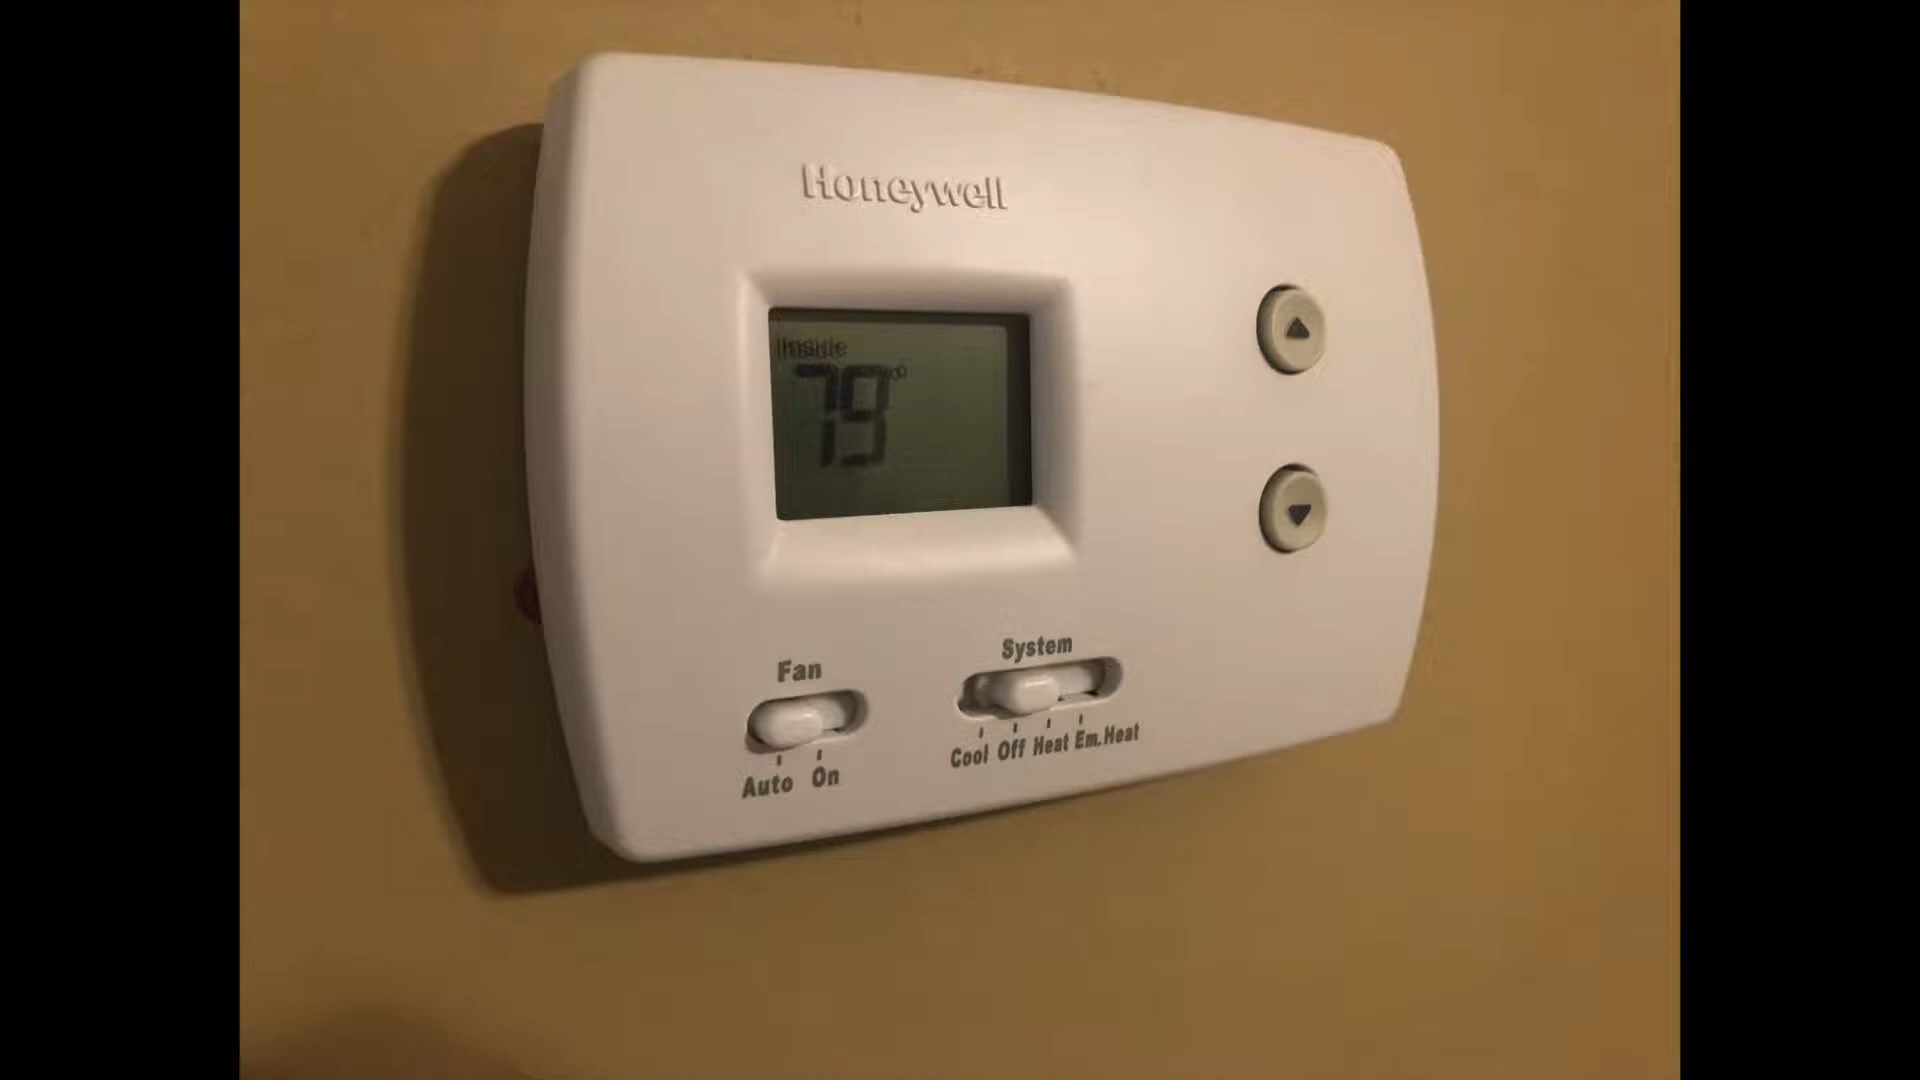 Honeywell
Inside
79°
Fan
System
Auto On
Cool Off Heat Em.Heat